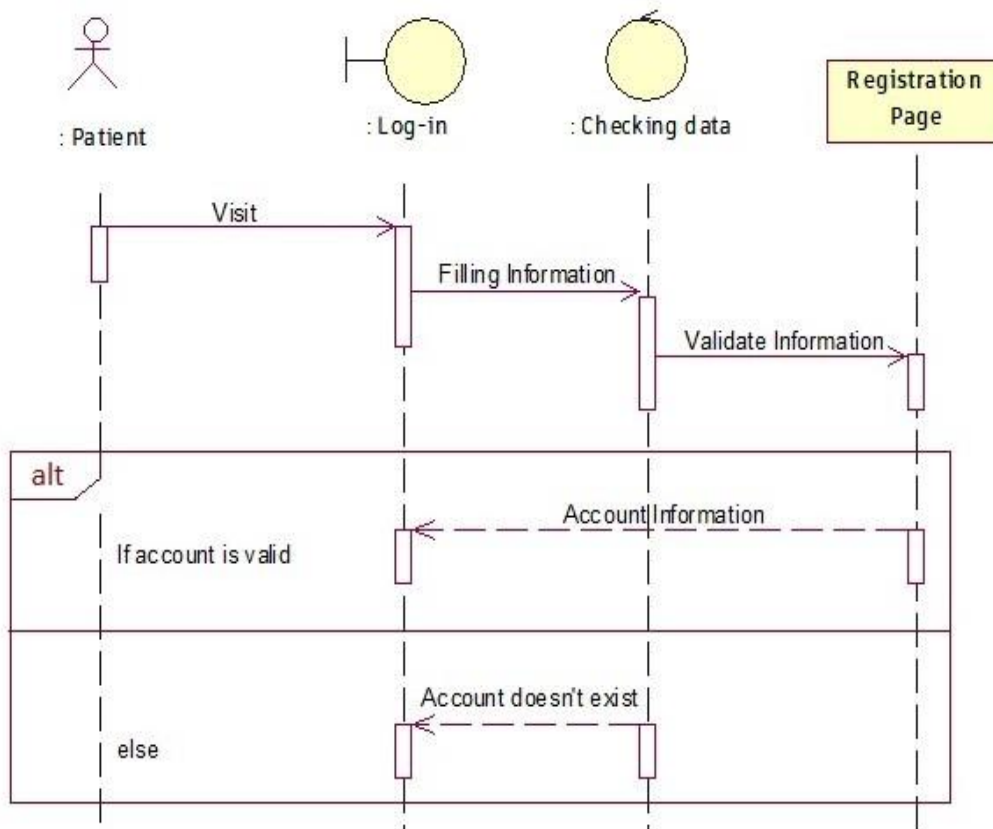 : Patient
: Log-in
: Checking data
Registration
Page
Visit
Filling Information
Validate Information
alt
Account Information
If account is valid
Account doesn't exist
else